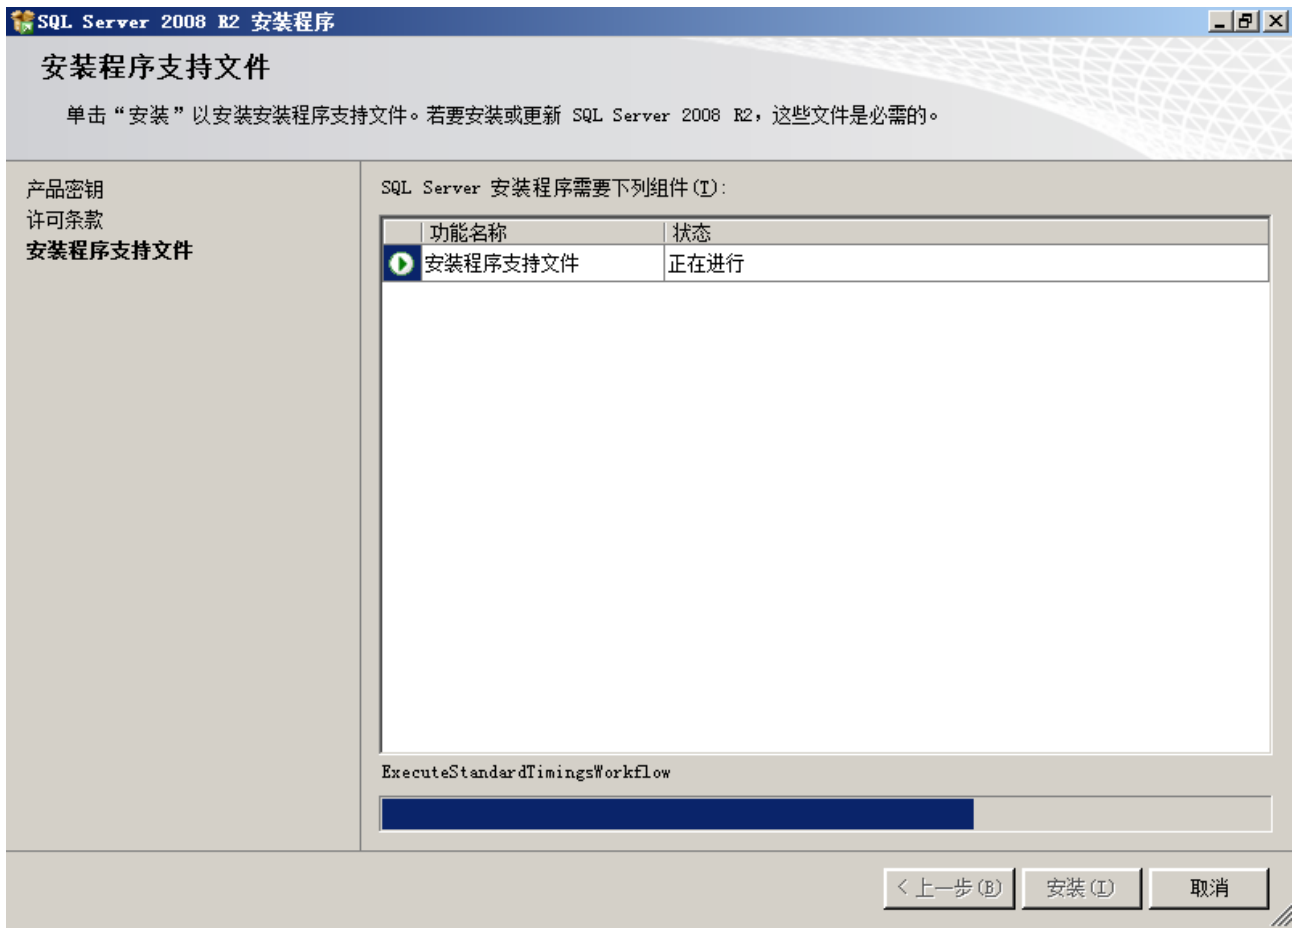 SQL Server 2008 R2 安装程序
安装程序支持文件
单击“安装”以安装安装程序支持文件。若要安装或更新 SQL Server 2008 R2，这些文件是必需的。
产品密钥
许可条款
安装程序支持文件
SQL Server 安装程序需要下列组件(T):
功能名称 状态
安装程序支持文件 正在进行
ExecuteStandardTimingsWorkflow
< 上一步(B) 安装(I) 取消